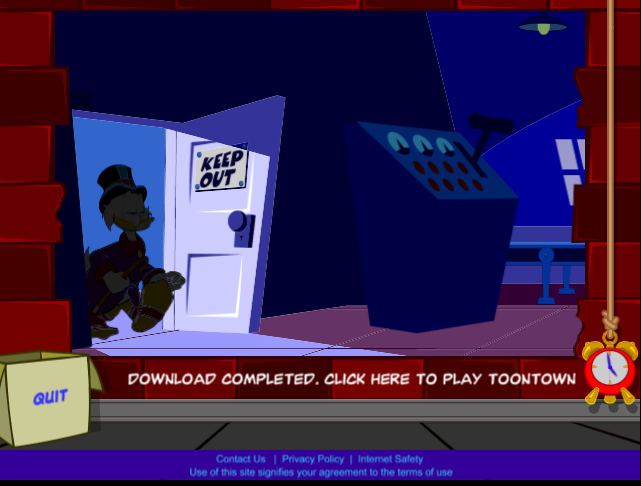 KEEP
OUT
QUIT
DOWNLOAD COMPLETED. CLICK HERE TO PLAY TOONTOWN
Contact Us | Privacy Policy | Internet Safety
Use of this site signifies your agreement to the terms of use